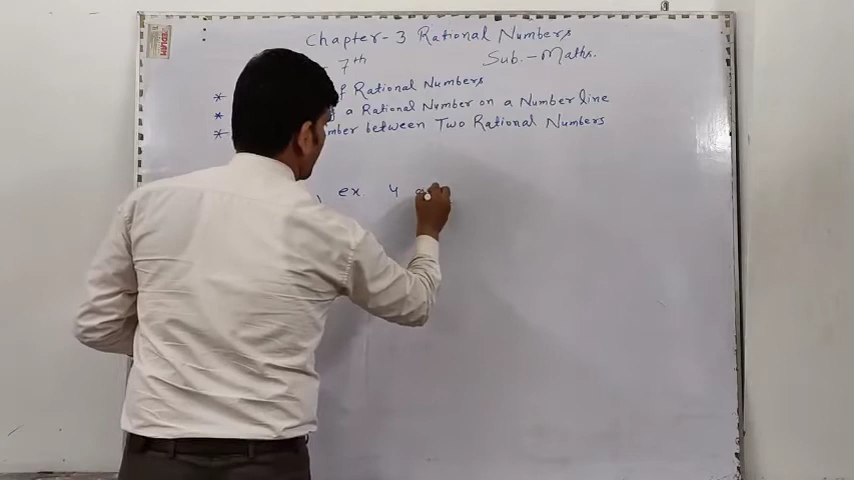 Chapter-3 Rational Numbers
7th Sub.-Maths.
* f Rational Numbers
* g a Rational Number on a Number line
* mber between Two Rational Numbers
ex. 4